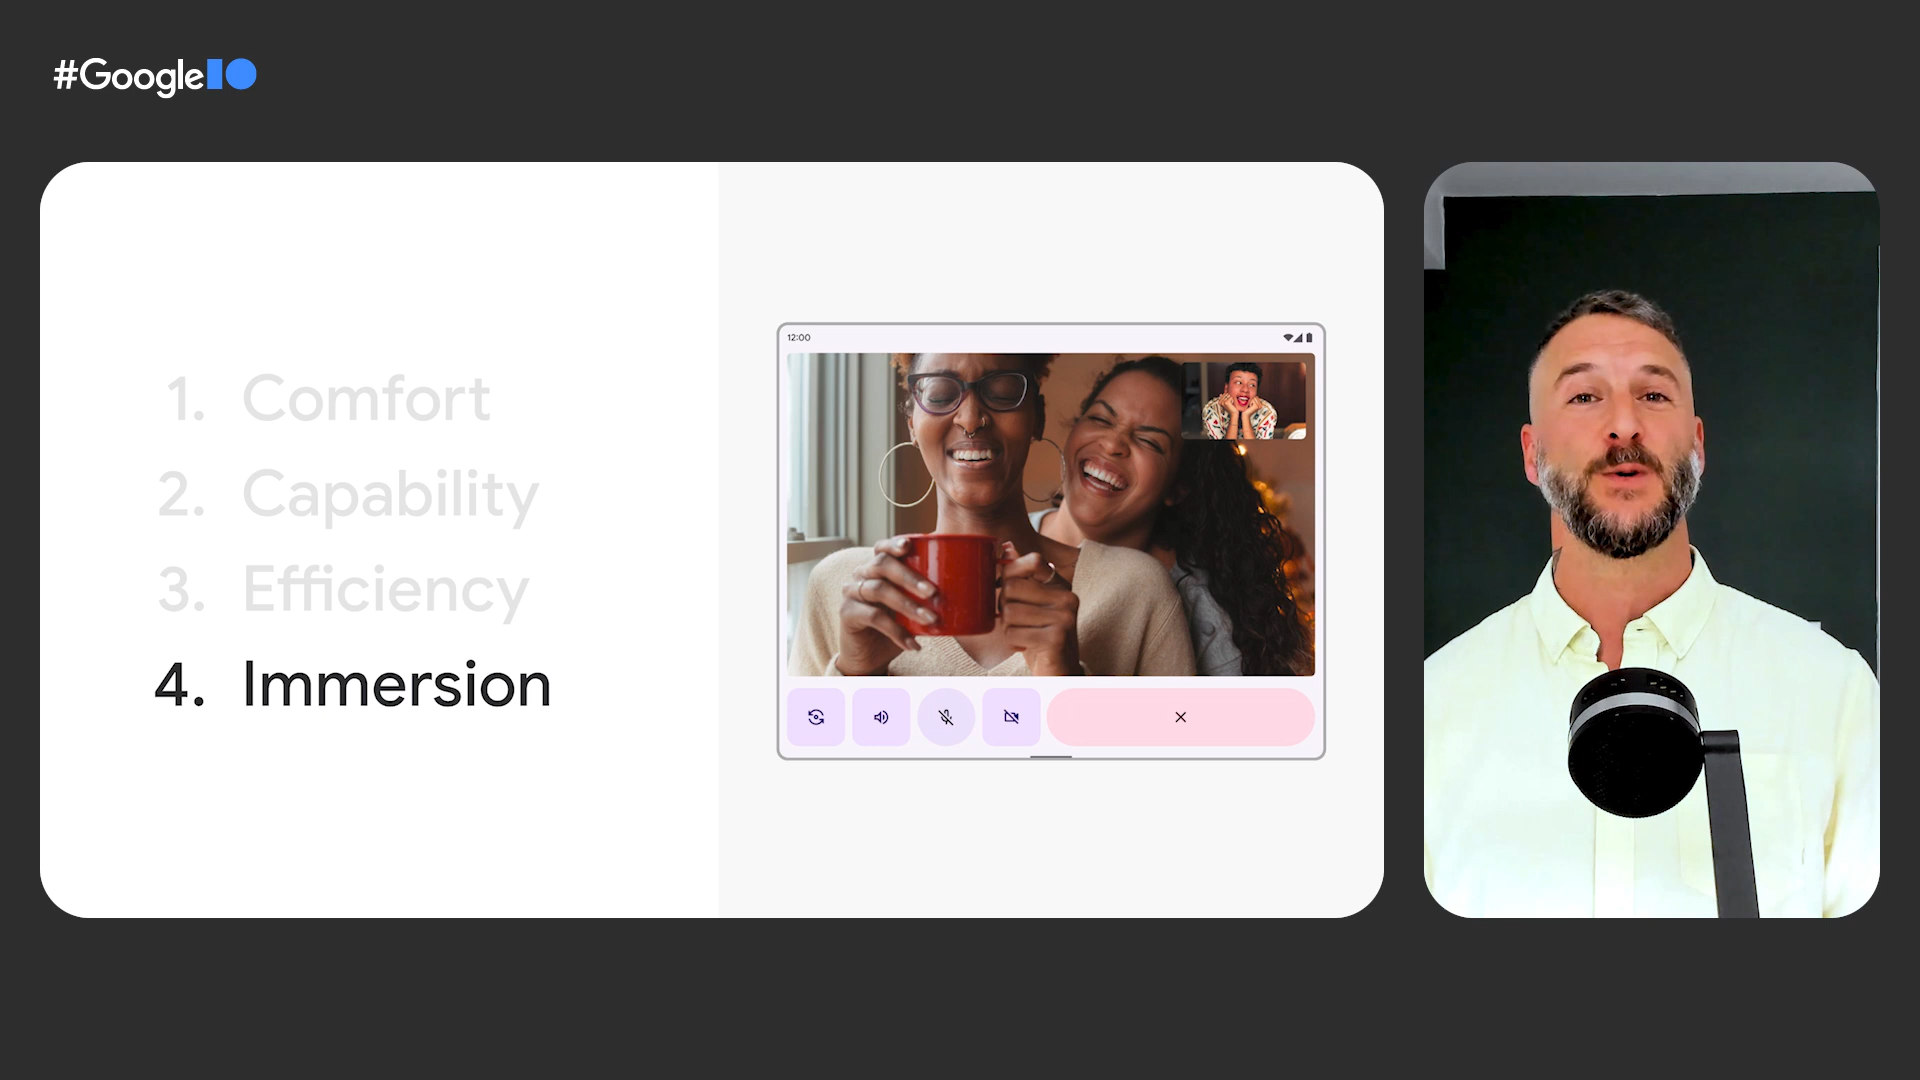 #GoogleIO
1. Comfort
2. Capability
3. Efficiency
4. Immersion
12:00